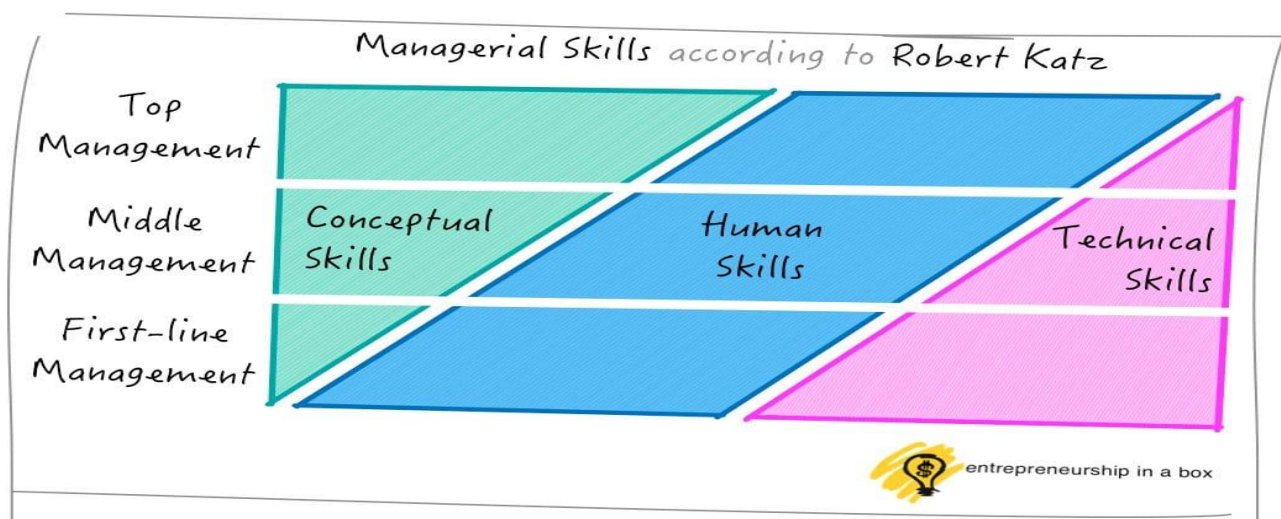 Managerial Skills according to Robert Katz
Top
Management
Middle
Management
First-line
Management
Conceptual
Skills
Human
Skills
Technical
Skills
$
entrepreneurship in a box